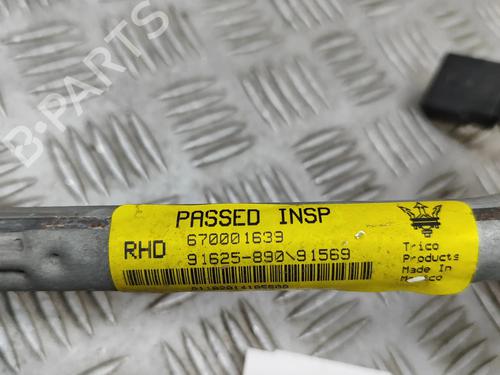 B-PARTS
PASSED INSP
RHD
670001639
91625-890\91569
Trico
Products
Made In
Mexico